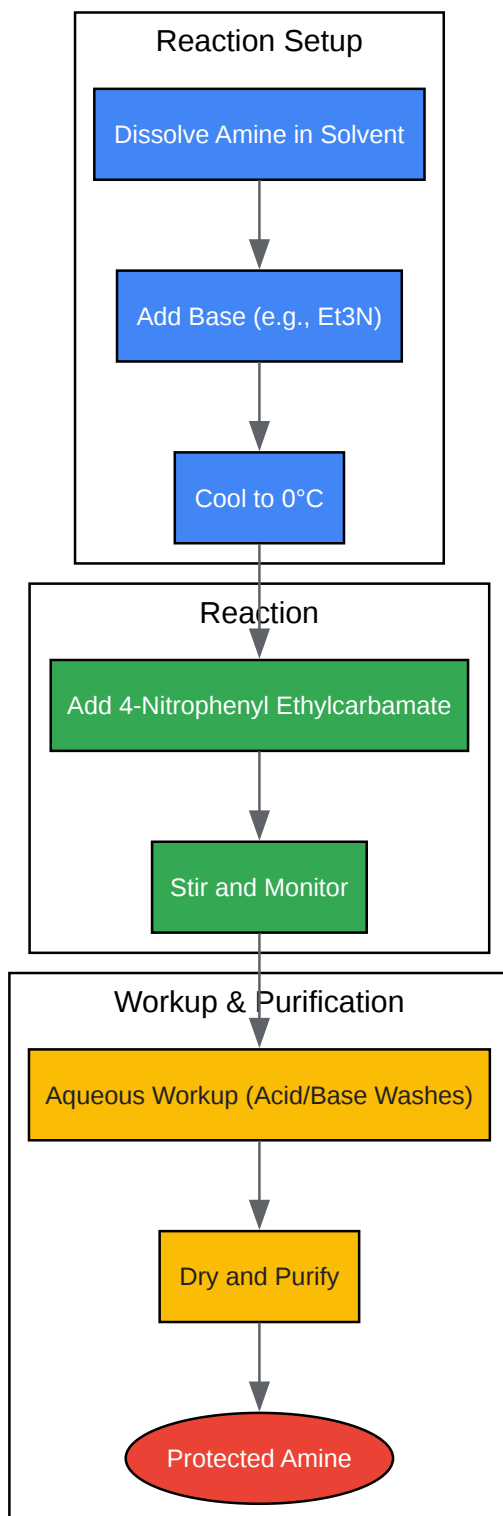 Reaction Setup
Dissolve Amine in Solvent
Add Base (e.g., Et3N)
Cool to 0°C
Reaction
Add 4-Nitrophenyl Ethylcarbamate
Stir and Monitor
Workup & Purification
Aqueous Workup (Acid/Base Washes)
Dry and Purify
Protected Amine